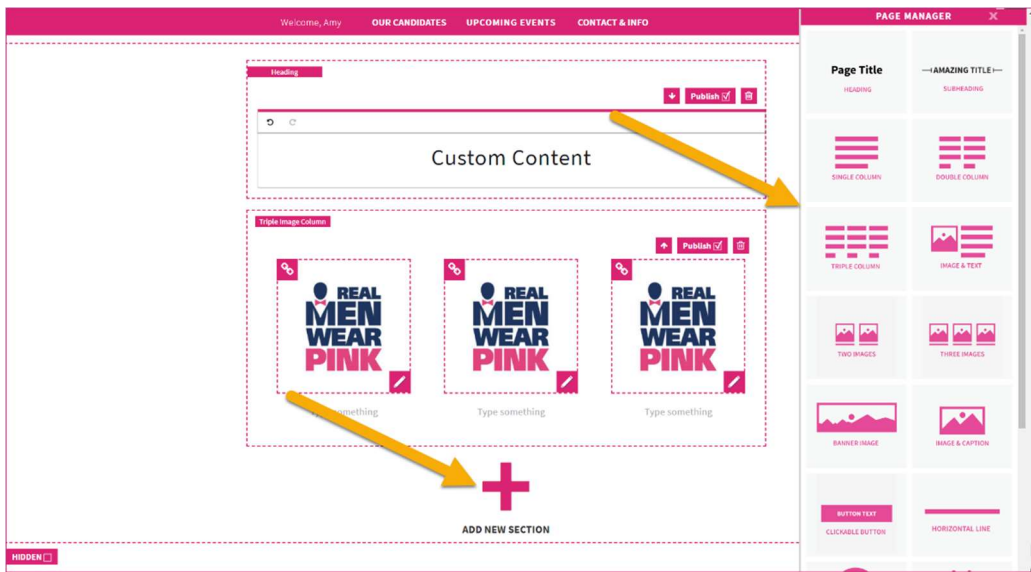 Welcome, Amy OUR CANDIDATES UPCOMING EVENTS CONTACT & INFO
PAGE MANAGER
Heading
Publish
Custom Content
Triple Image Column
Publish
REAL
MEN
WEAR
PINK
REAL
MEN
WEAR
PINK
REAL
MEN
WEAR
PINK
Type something
Type something
Type something
ADD NEW SECTION
HIDDEN
Page Title
HEADING
AMAZING TITLE
SUBHEADING
SINGLE COLUMN
DOUBLE COLUMN
TRIPLE COLUMN
IMAGE & TEXT
TWO IMAGES
THREE IMAGES
BANNER IMAGE
IMAGE & CAPTION
BUTTON TEXT
CLICKABLE BUTTON
HORIZONTAL LINE